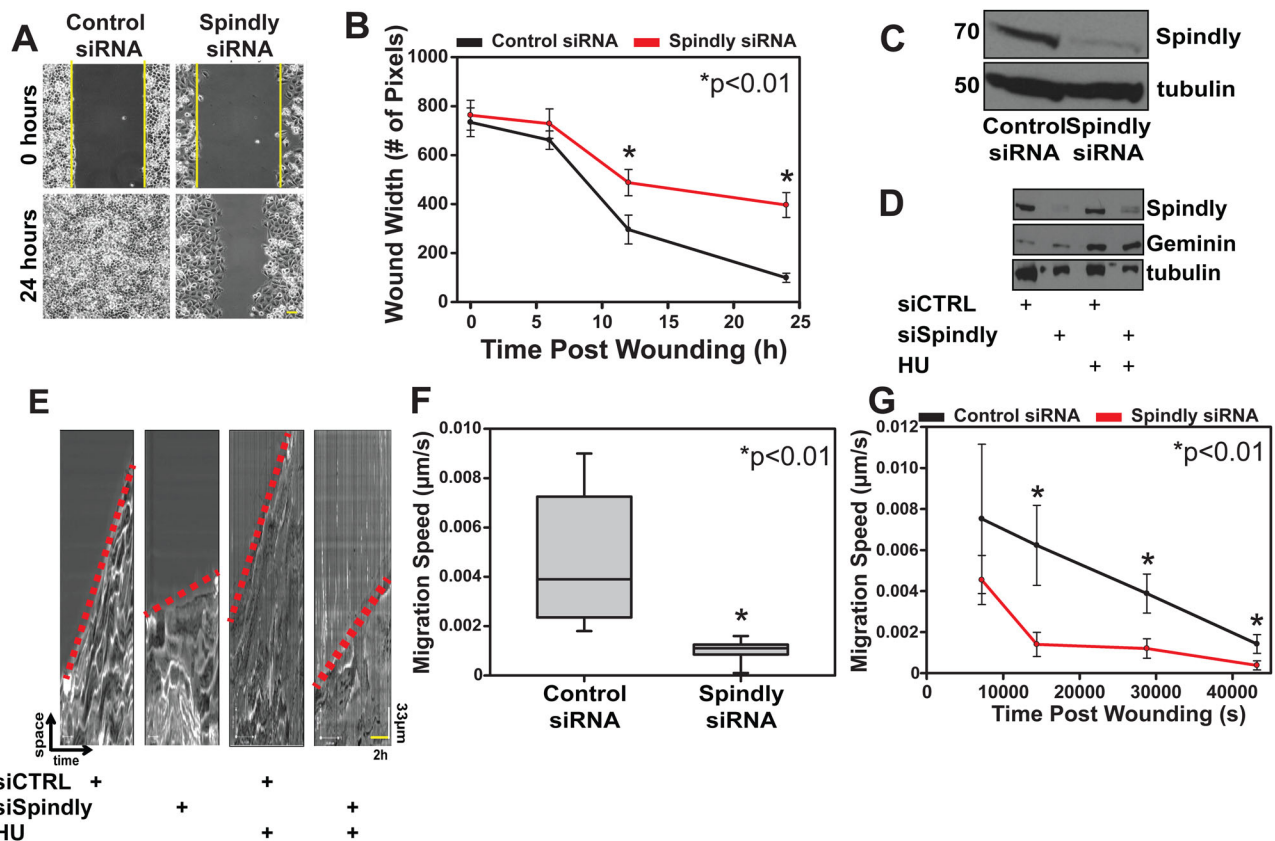 A
Control siRNA
Spindly siRNA
0 hours
24 hours
B
Control siRNA
Spindly siRNA
*p<0.01
Wound Width (# of Pixels)
1000
800
600
400
200
0
*
*
0 5 10 15 20 25
Time Post Wounding (h)
C
70
Spindly
50
tubulin
Control siRNA
Spindly siRNA
D
Spindly
Geminin
tubulin
siCTRL + +
siSpindly + +
HU + +
E
space
time
33µm
2h
siCTRL + +
siSpindly + +
HU + +
F
Migration Speed (µm/s)
0.010
0.008
0.006
0.004
0.002
0
*p<0.01
*
Control siRNA
Spindly siRNA
G
Control siRNA
Spindly siRNA
*p<0.01
Migration Speed (µm/s)
0.012
0.010
0.008
0.006
0.004
0.002
0
*
*
*
0 10000 20000 30000 40000
Time Post Wounding (s)